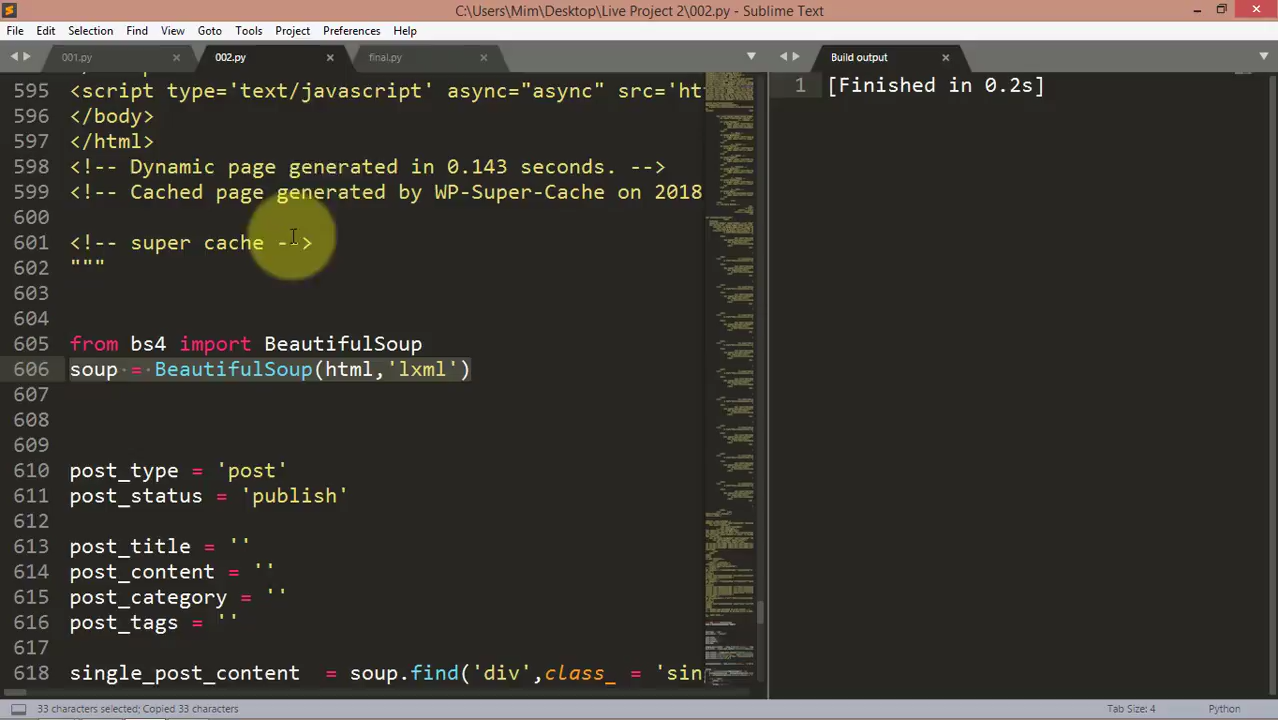 C:\Users\Mim\Desktop\Live Project 2\002.py - Sublime Text
File Edit Selection Find View Goto Tools Project Preferences Help
001.py 002.py final.py Build output
595 <script type='text/javascript' async="async" src='ht
596 </body>
597 </html>
598 <!-- Dynamic page generated in 0.143 seconds. -->
599 <!-- Cached page generated by WP-Super-Cache on 2018
600
601 <!-- super cache -->
602 """
603
604
605 from bs4 import BeautifulSoup
606 soup = BeautifulSoup(html,'lxml')
607
608
609
610 post_type = 'post'
611 post_status = 'publish'
612
613 post_title = ''
614 post_content = ''
615 post_category = ''
616 post_tags = ''
617
618 single_post_content = soup.find('div',class_ = 'sin
1 [Finished in 0.2s]
33 characters selected; Copied 33 characters Tab Size: 4 Python